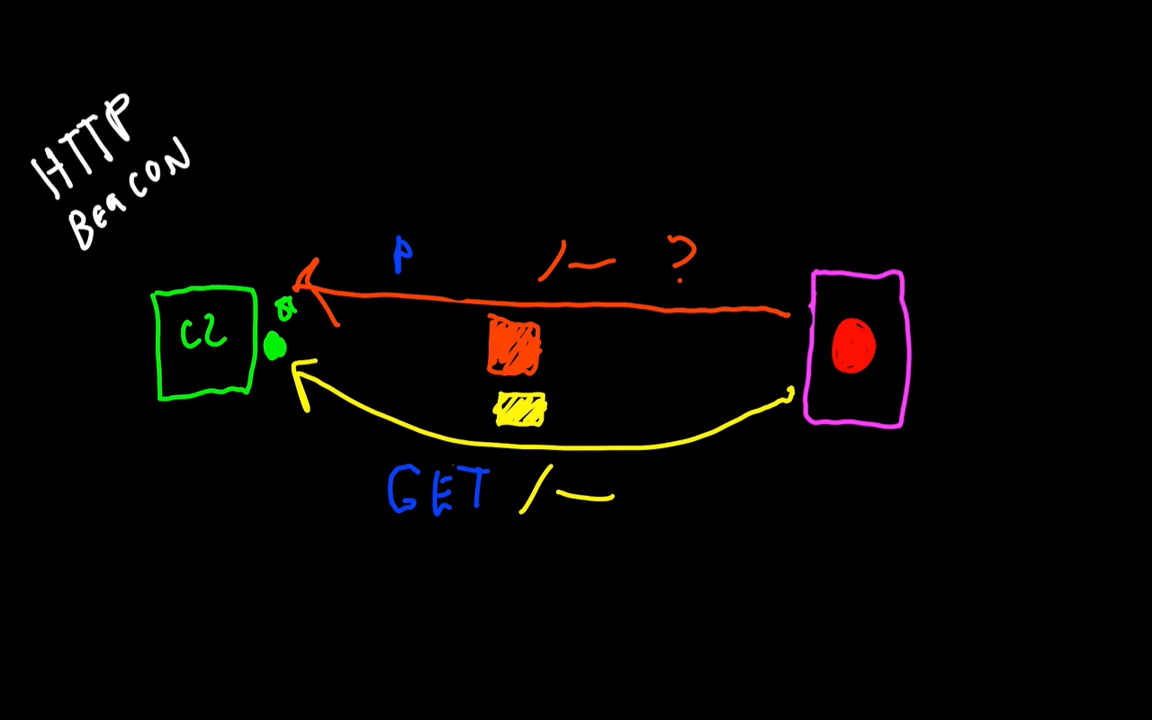 HTTP
BEACON
P /— ?
C2
GET /—